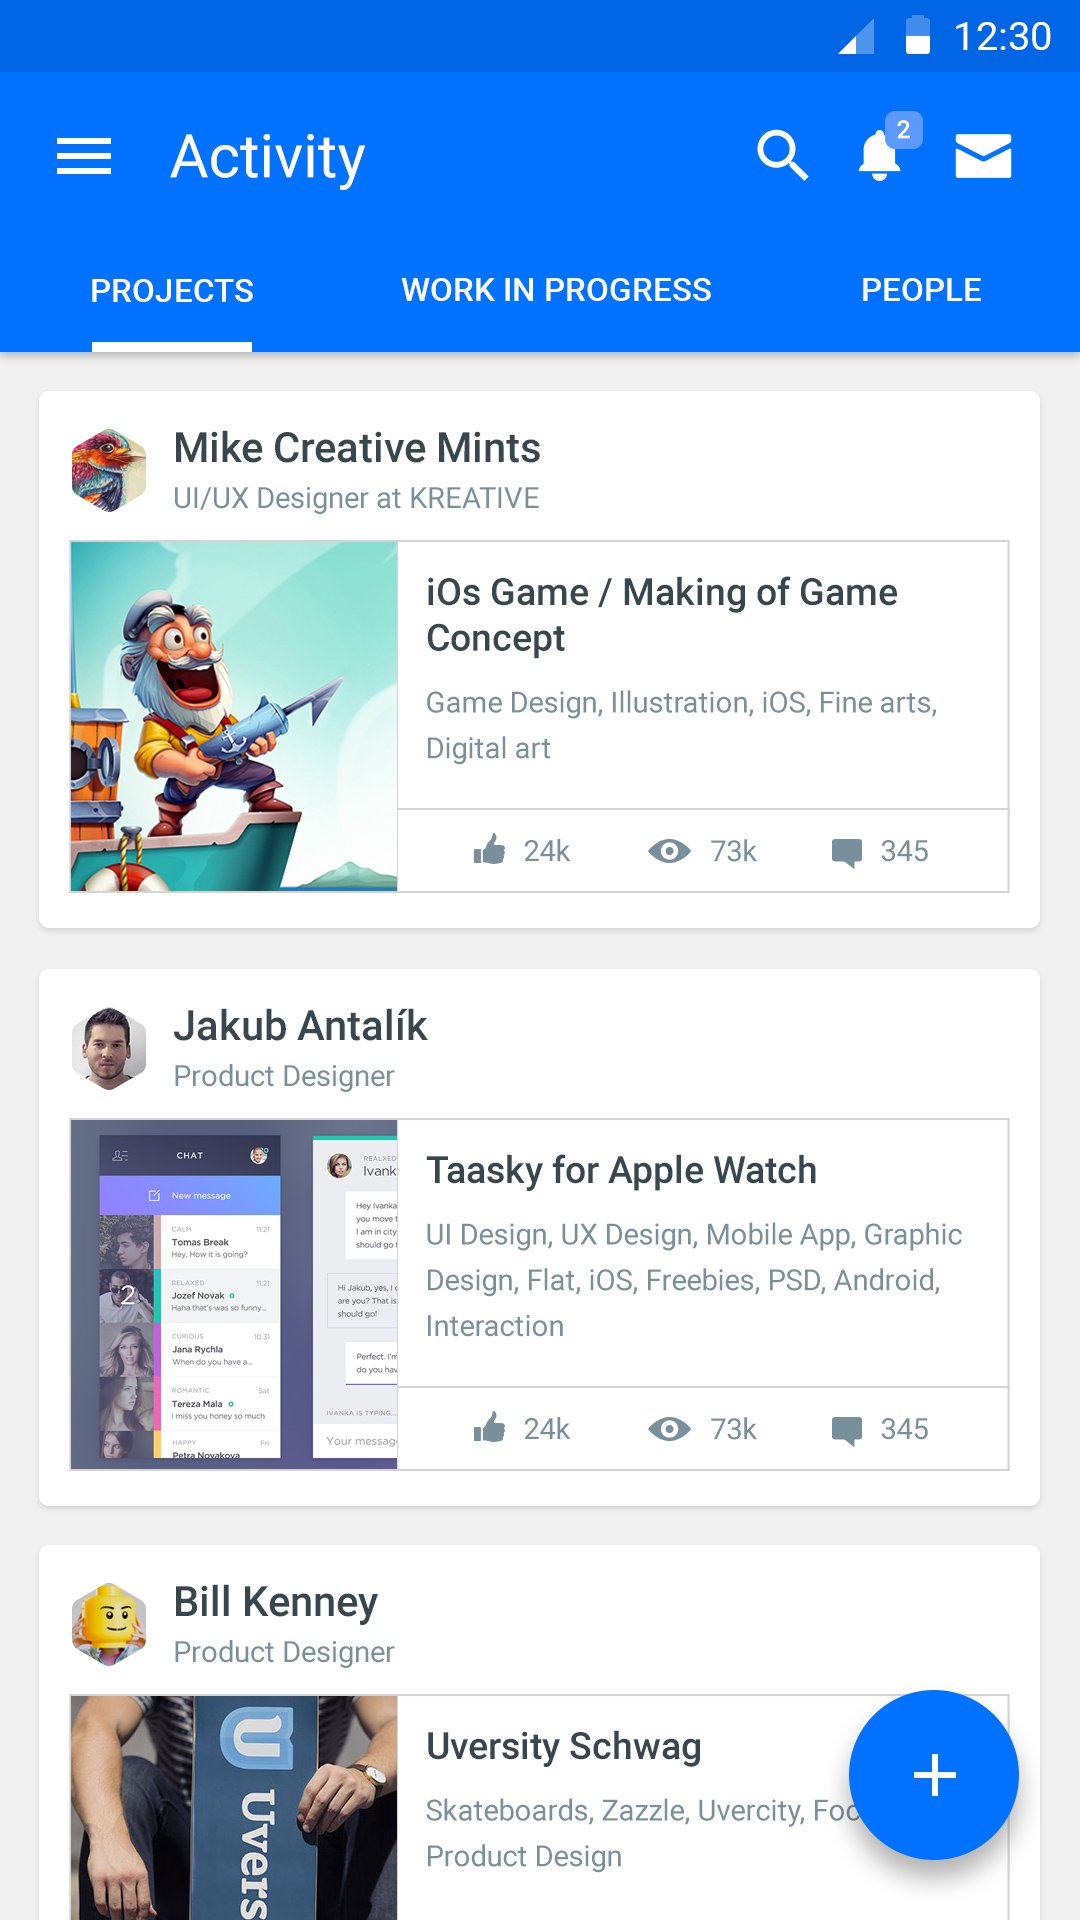 12:30
Activity
2
PROJECTS
WORK IN PROGRESS
PEOPLE
Mike Creative Mints
UI/UX Designer at KREATIVE
iOs Game / Making of Game
Concept
Game Design, Illustration, iOS, Fine arts,
Digital art
24k
73k
345
Jakub Antalík
Product Designer
CHAT
New message
CALM
11:21
Tomas Break
Hey, How it is going?
2
RELAXED
11:21
Jozef Novak
Haha that's was so funny...
CURIOUS
10:31
Jana Rychla
When do you have a...
ROMANTIC
Sat
Tereza Mala
I miss you honey so much
HAPPY
Fri
Petra Novakova
REALXED
Ivank
Hey Ivanka
you move t
I am in city
should go t
Hi Jakub, yes, I c
are you? That is
should go!
Perfect. I'm
do you hav
IVANKA IS TYPING...
Your messag
Taasky for Apple Watch
UI Design, UX Design, Mobile App, Graphic
Design, Flat, iOS, Freebies, PSD, Android,
Interaction
24k
73k
345
Bill Kenney
Product Designer
U Uvers
Uversity Schwag
Skateboards, Zazzle, Uvercity, Foc
Product Design